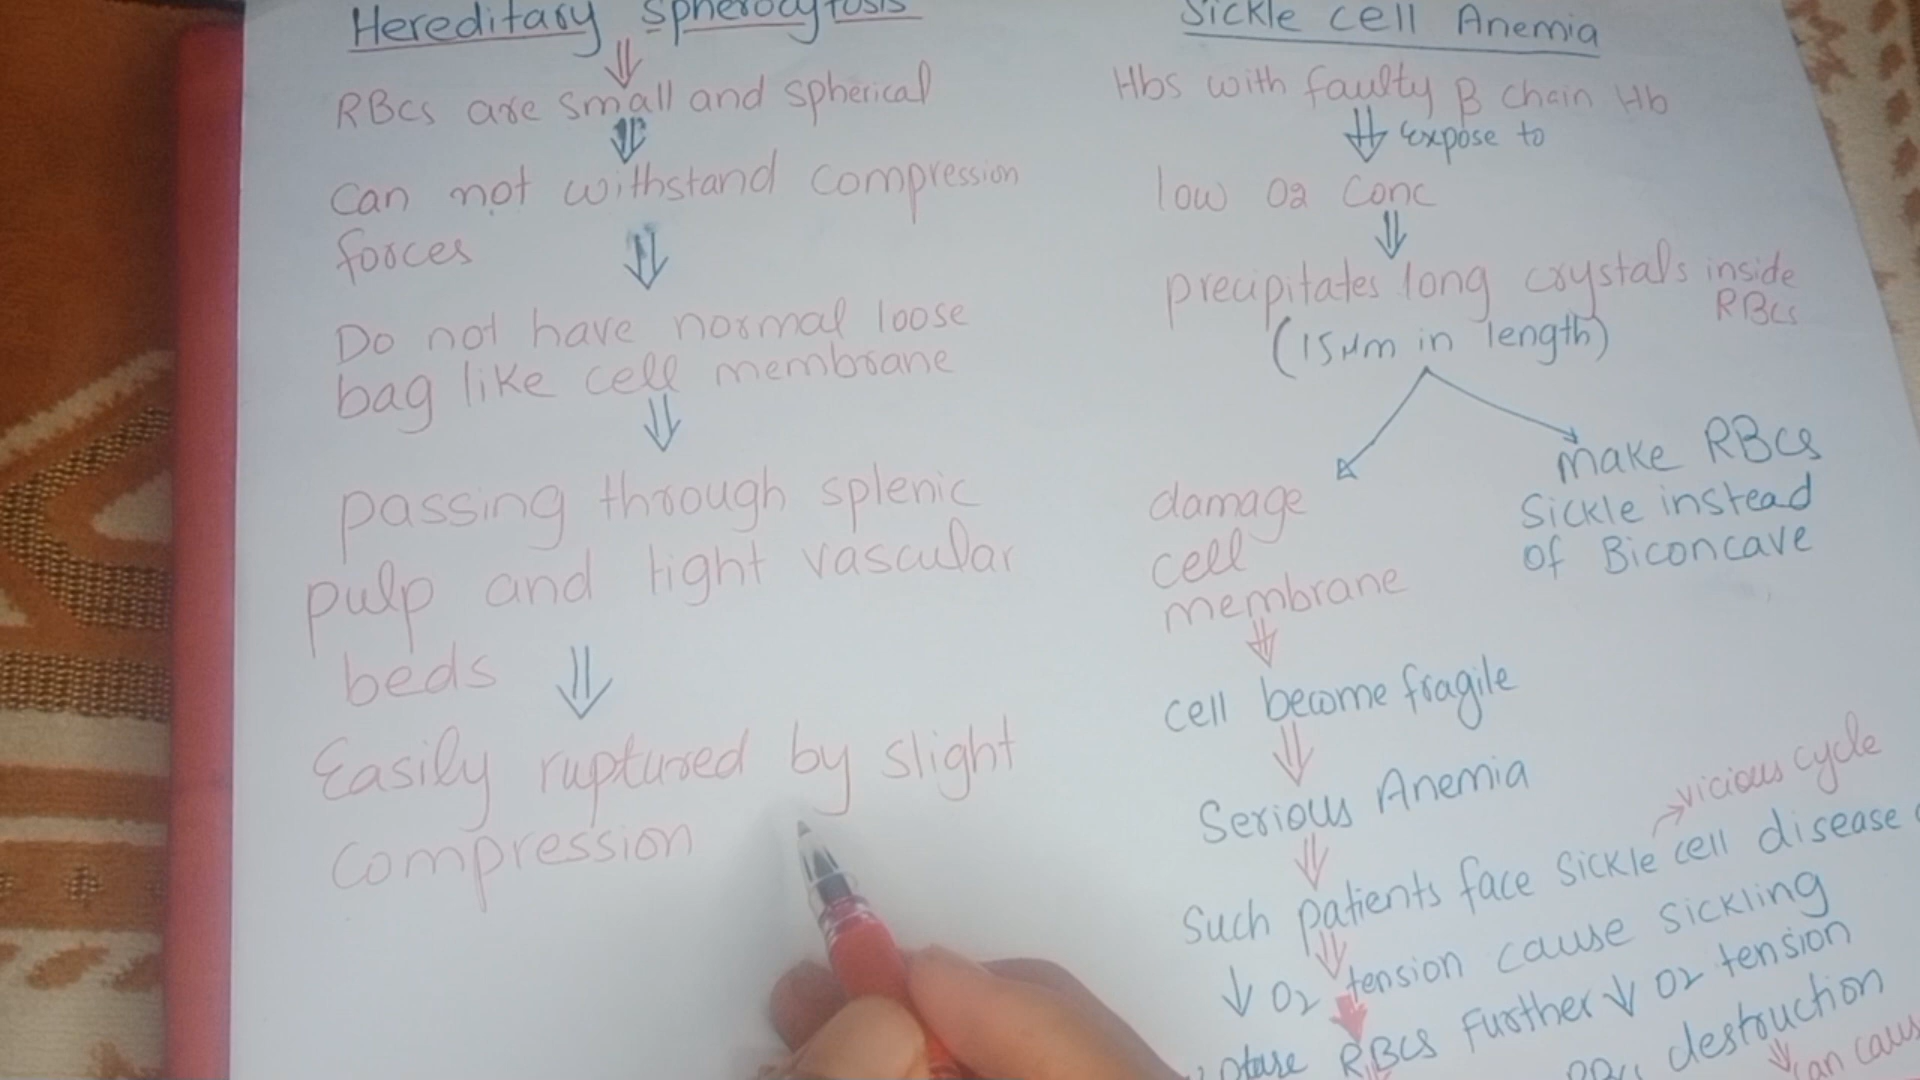 Hereditary Spherocytosis
RBCs are small and spherical
Can not withstand compression
forces
Do not have normal loose
bag like cell membrane
passing through splenic
pulp and tight vascular
beds
Easily ruptured by slight
compression
Sickle cell Anemia
Hbs with faulty β chain Hb
expose to
low O2 Conc
precipitates long crystals inside
RBCs
(15μm in length)
damage
cell
membrane
make RBCs
Sickle instead
of Biconcave
cell become fragile
Serious Anemia
vicious cycle
Such patients face Sickle cell disease
↓ O2 tension cause sickling
RBCs Further ↓ O2 tension
destruction